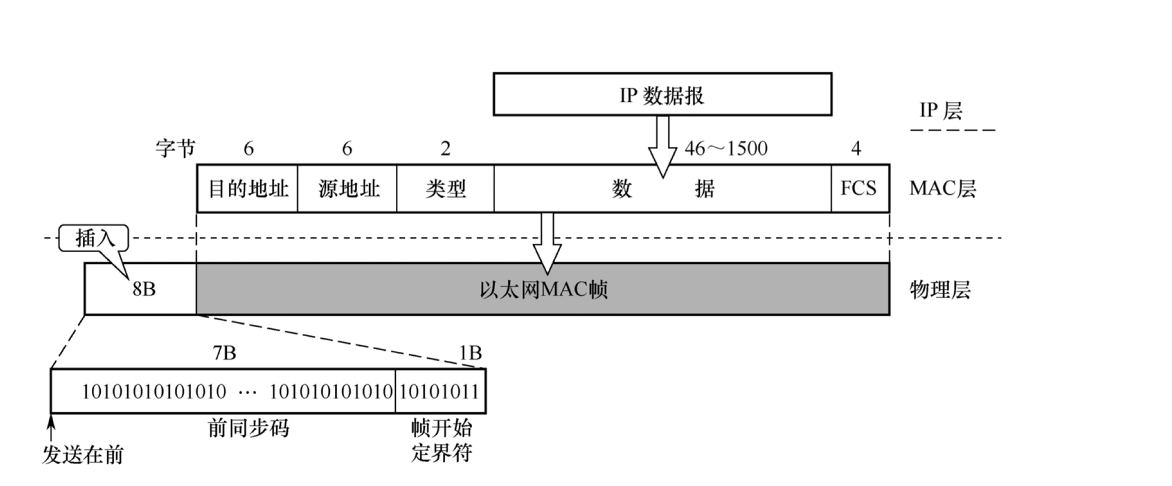 IP 数据报
IP 层
字节 6 6 2 46～1500 4
目的地址 源地址 类型 数 据 FCS MAC层
插入
8B 以太网MAC帧 物理层
7B 1B
10101010101010 ··· 101010101010 10101011
前同步码 帧开始
定界符
发送在前